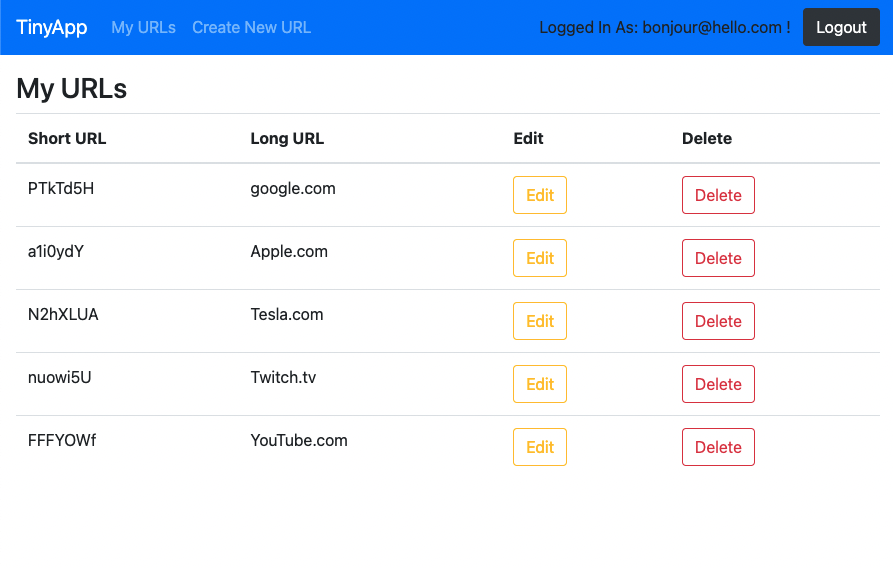 TinyApp My URLs Create New URL Logged In As: bonjour@hello.com ! Logout
My URLs
Short URL Long URL Edit Delete
PTkTd5H google.com Edit Delete
a1i0ydY Apple.com Edit Delete
N2hXLUA Tesla.com Edit Delete
nuowi5U Twitch.tv Edit Delete
FFFYOWf YouTube.com Edit Delete